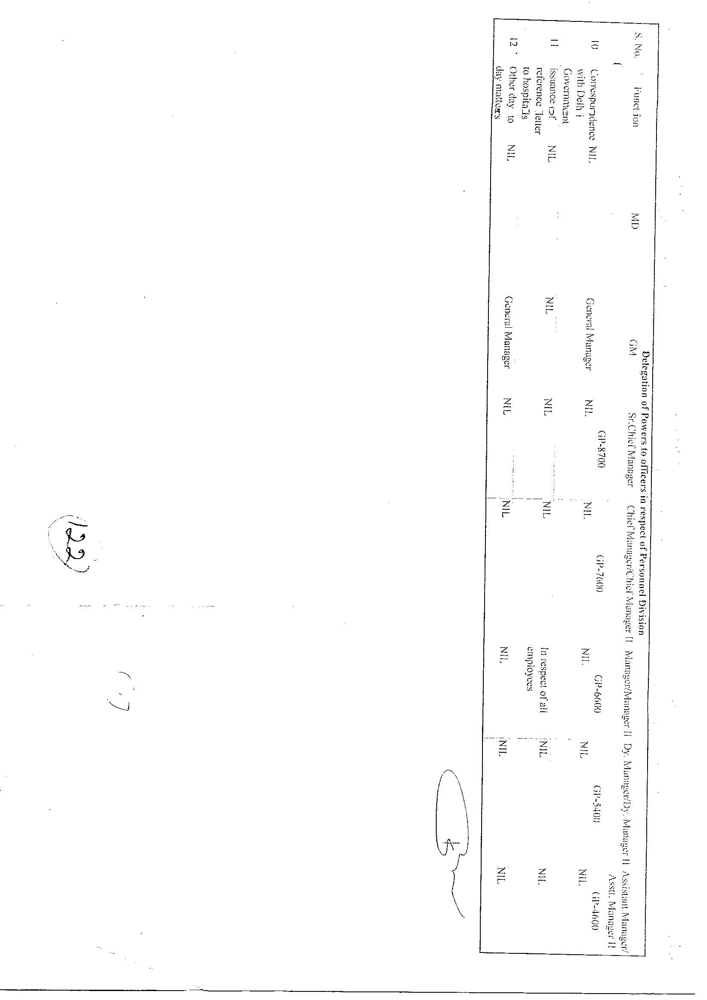 Delegation of Powers to officers in respect of Personnel Division
S. No. Function MD GM Sr.Chief Manager Chief Manager/Chief Manager II Manager/Manager II Dy. Manager/Dy. Manager II Assistant Manager/
Asstt. Manager II
GP-8700 GP-7600 GP-6600 GP-5400 GP-4600
10 Correspondence NIL General Manager NIL NIL NIL NIL NIL
with Delhi
Government
11 issuance of NIL NIL NIL NIL In respect of all NIL NIL
reference letter employees
to hospitals
12 Other day to NIL General Manager NIL NIL NIL NIL NIL
day matters
122